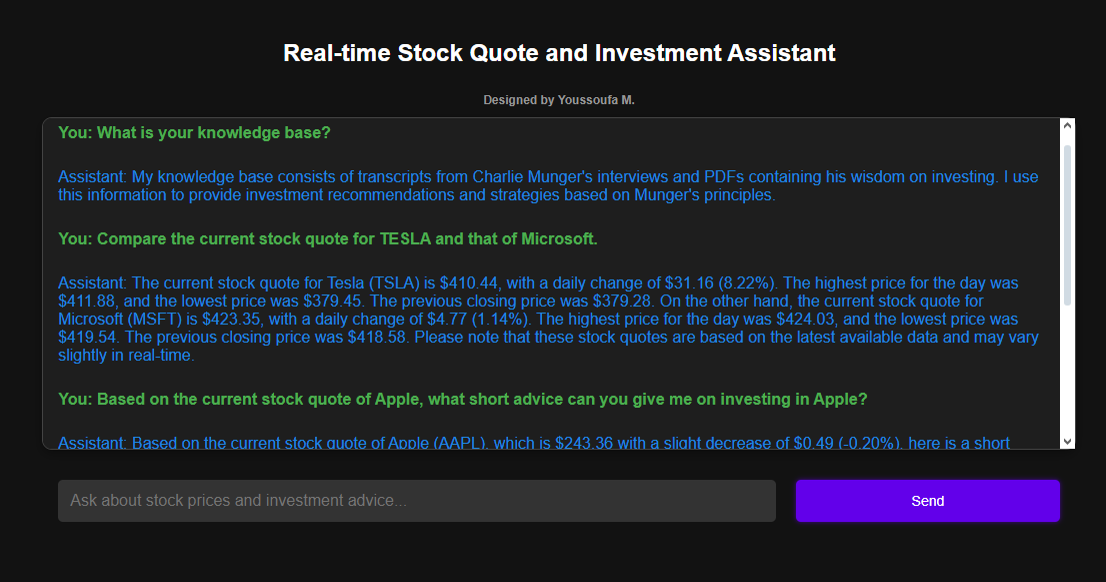 Real-time Stock Quote and Investment Assistant
Designed by Youssoufa M.
You: What is your knowledge base?
Assistant: My knowledge base consists of transcripts from Charlie Munger's interviews and PDFs containing his wisdom on investing. I use
this information to provide investment recommendations and strategies based on Munger's principles.
You: Compare the current stock quote for TESLA and that of Microsoft.
Assistant: The current stock quote for Tesla (TSLA) is $410.44, with a daily change of $31.16 (8.22%). The highest price for the day was
$411.88, and the lowest price was $379.45. The previous closing price was $379.28. On the other hand, the current stock quote for
Microsoft (MSFT) is $423.35, with a daily change of $4.77 (1.14%). The highest price for the day was $424.03, and the lowest price was
$419.54. The previous closing price was $418.58. Please note that these stock quotes are based on the latest available data and may vary
slightly in real-time.
You: Based on the current stock quote of Apple, what short advice can you give me on investing in Apple?
Assistant: Based on the current stock quote of Apple (AAPL), which is $243.36 with a slight decrease of $0.49 (-0.20%), here is a short
Ask about stock prices and investment advice...
Send